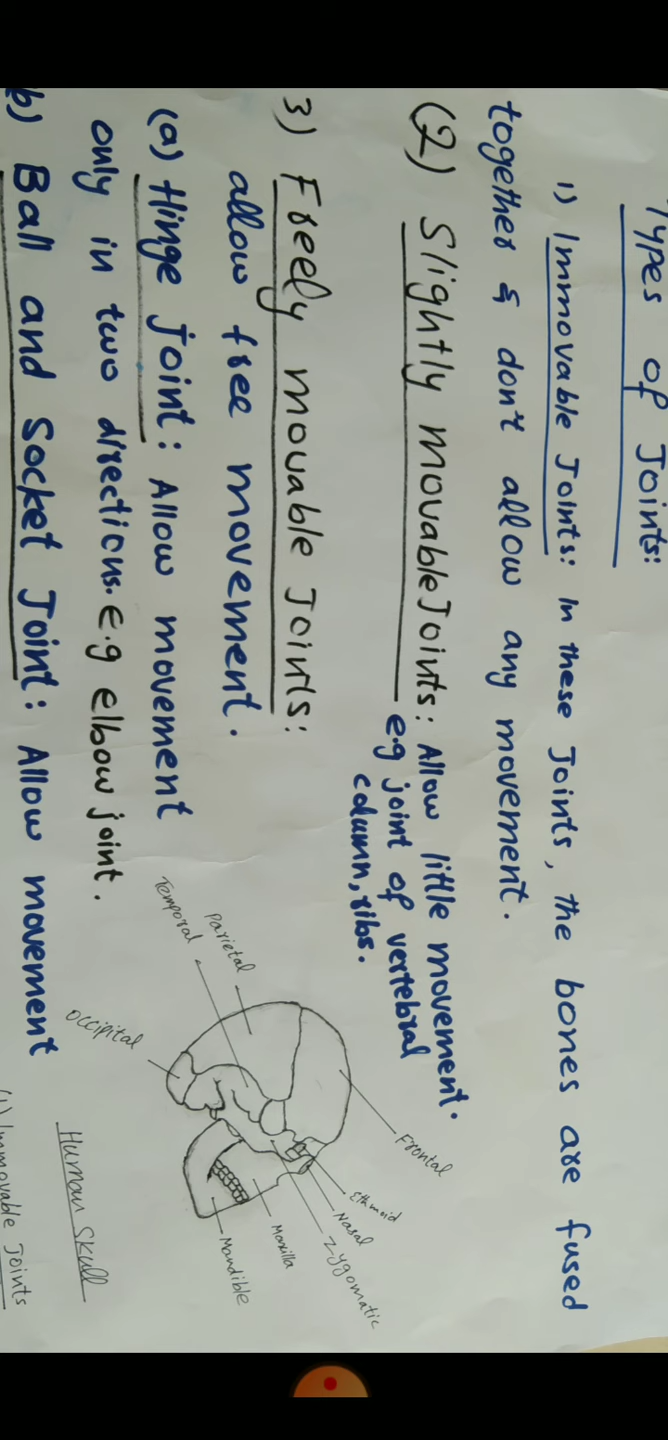 Types of Joints:
1) Immovable Joints: In these Joints, the bones are fused
together & don't allow any movement.
(2) Slightly movable Joints: Allow little movement.
e.g joint of vertebral
column, ribs.
3) Freely movable Joints:
allow free movement.
(a) Hinge Joint: Allow movement
only in two directions. E.g elbow joint.
b) Ball and Socket Joint: Allow movement
Temporal
Parietal
Occipital
Frontal
Ethmoid
Nasal
Zygomatic
Maxilla
Mandible
Human Skull
(1) Immovable Joints